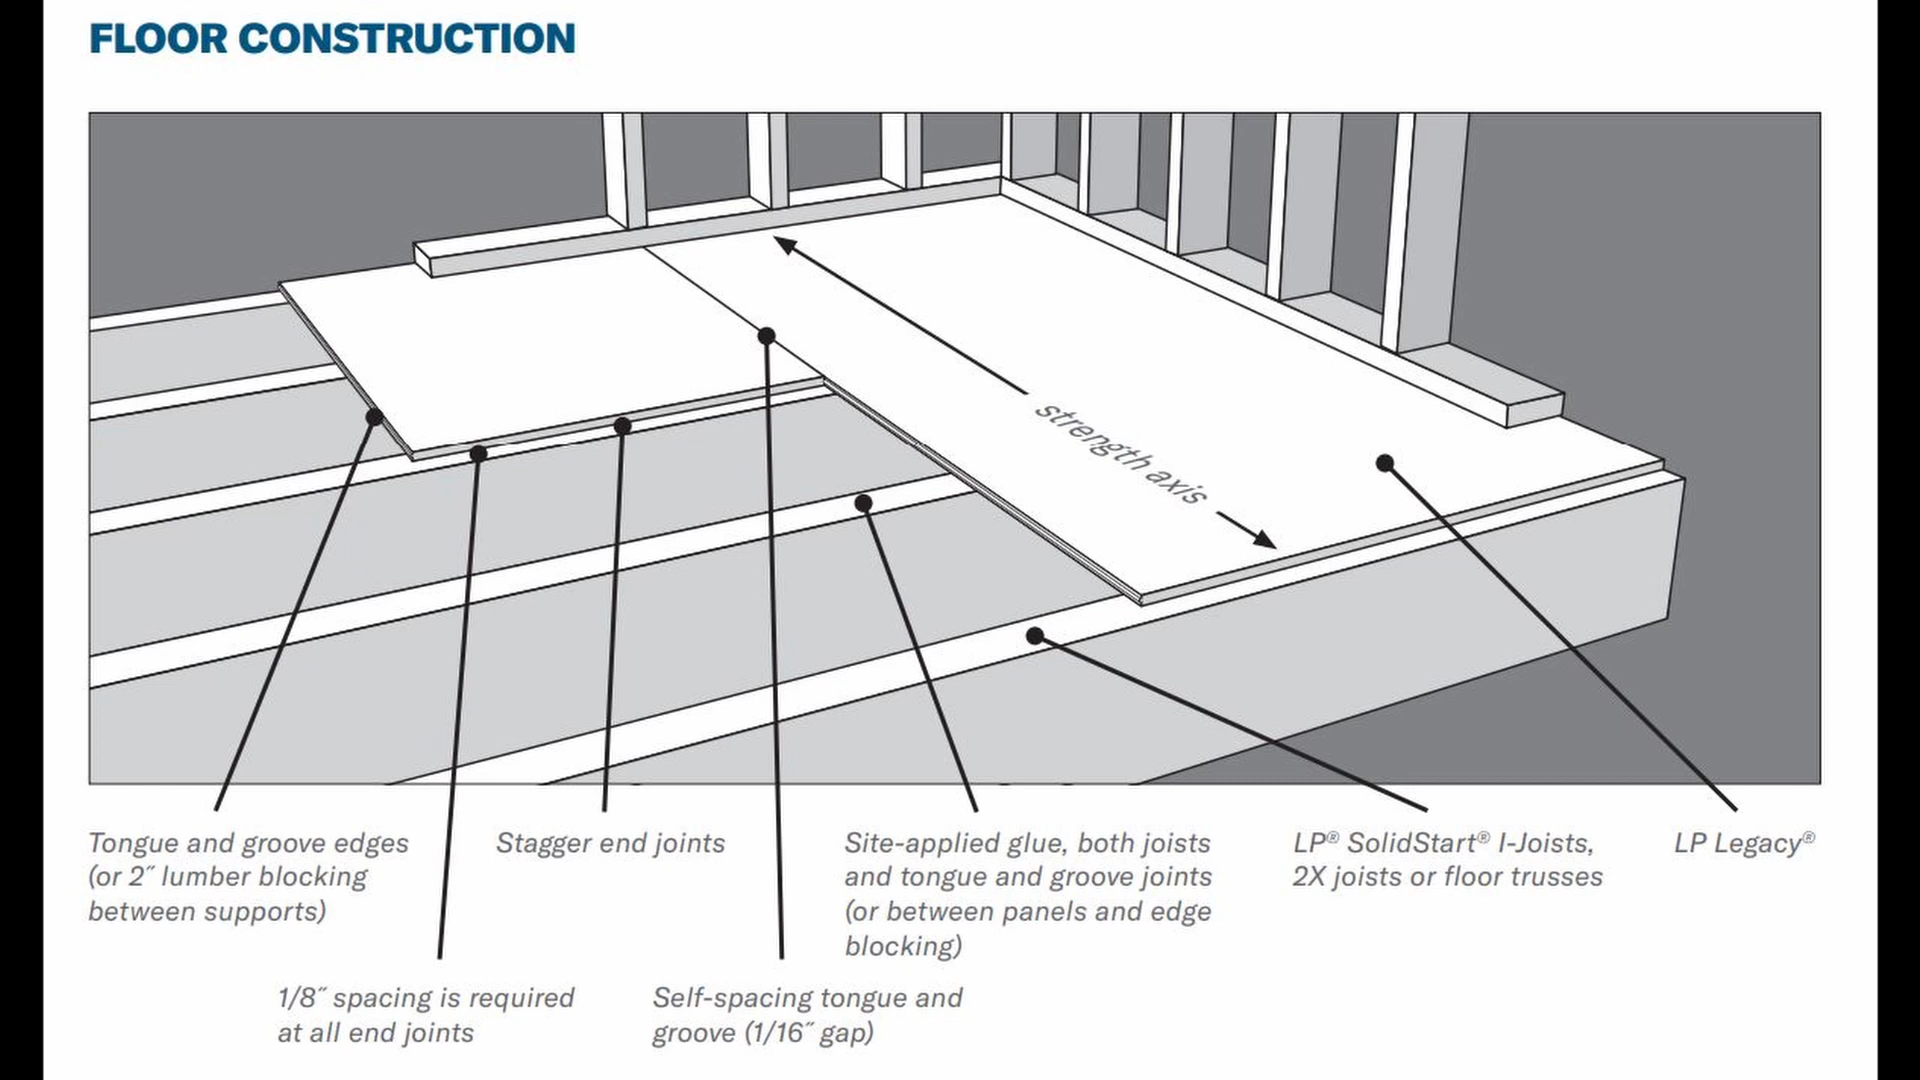 FLOOR CONSTRUCTION
strength axis
Tongue and groove edges
(or 2˝ lumber blocking
between supports)
Stagger end joints
Site-applied glue, both joists
and tongue and groove joints
(or between panels and edge
blocking)
LP® SolidStart® I-Joists,
2X joists or floor trusses
LP Legacy®
1/8˝ spacing is required
at all end joints
Self-spacing tongue and
groove (1/16˝ gap)